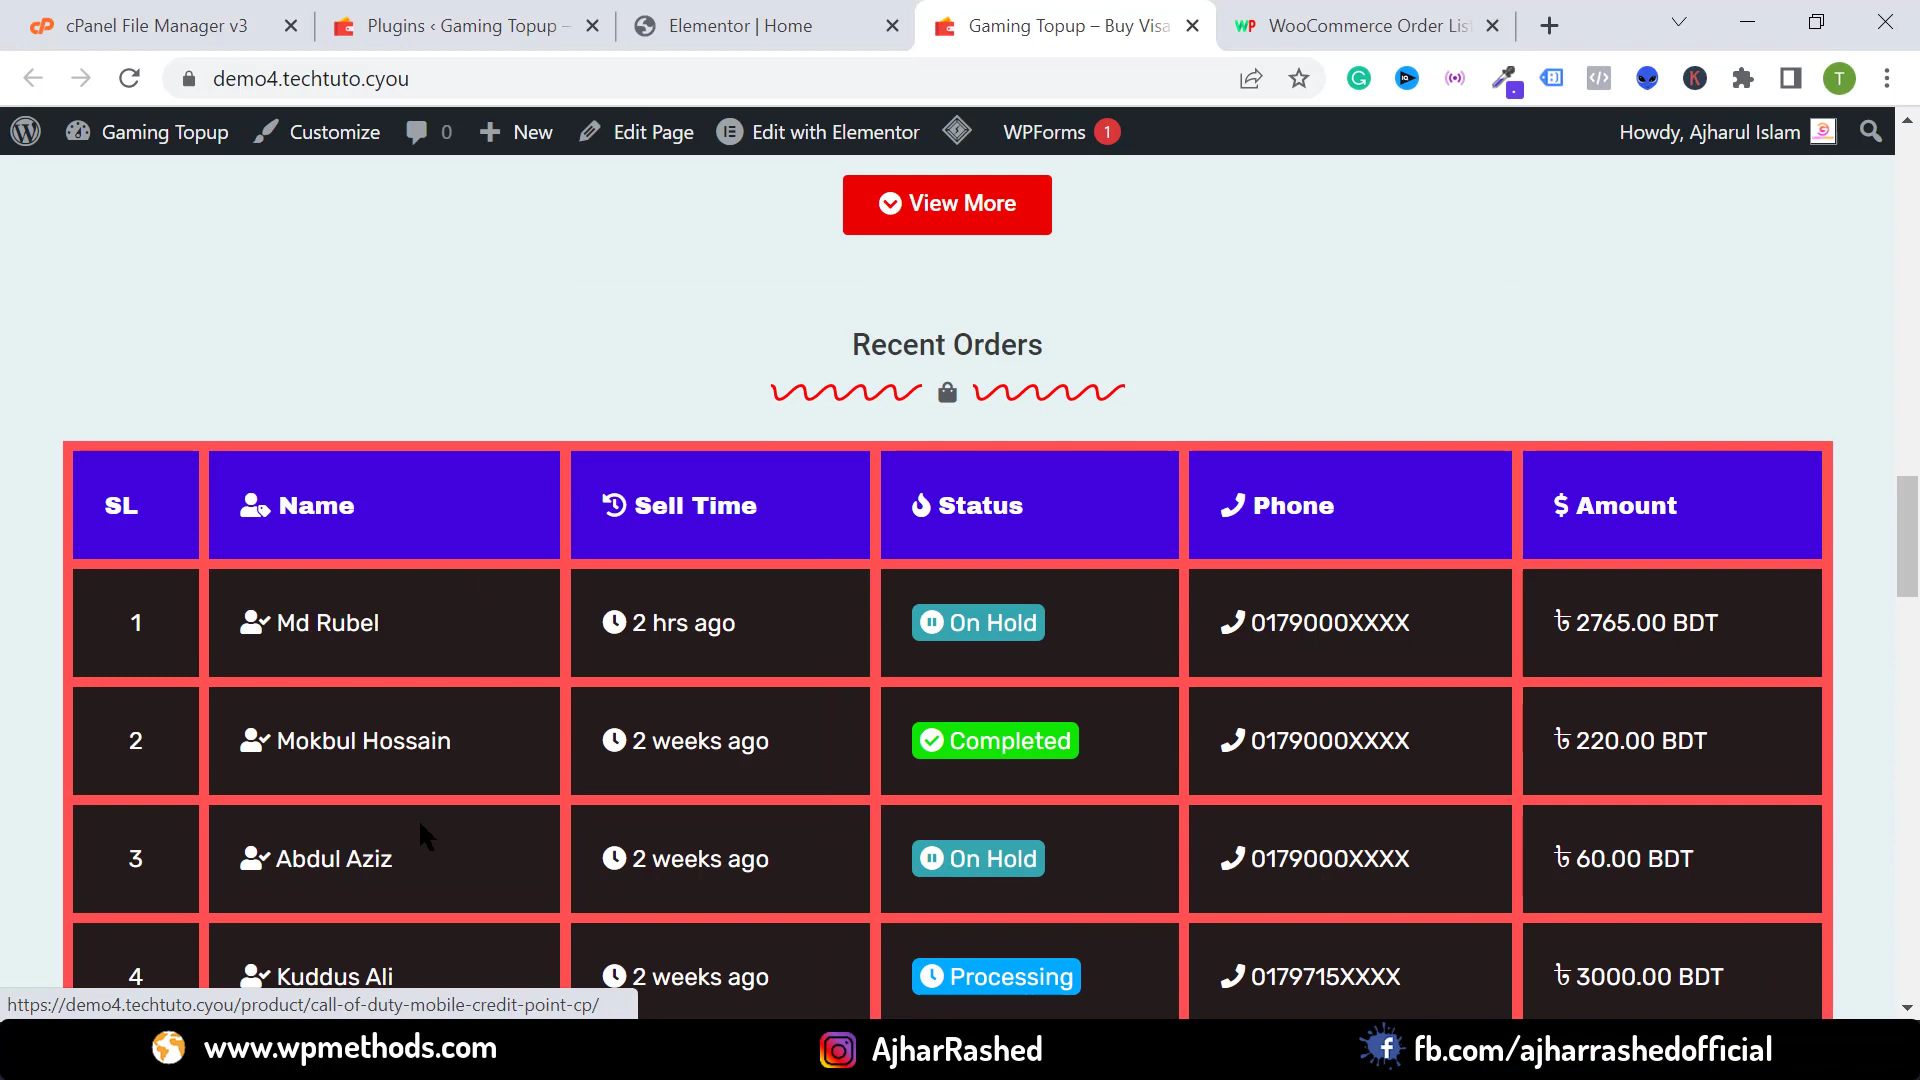 cPanel File Manager v3
Plugins ‹ Gaming Topup –
Elementor | Home
Gaming Topup – Buy Visa
WooCommerce Order List
demo4.techtuto.cyou
Gaming Topup
Customize
0
New
Edit Page
Edit with Elementor
WPForms 1
Howdy, Ajharul Islam
T
View More
Recent Orders
SL Name Sell Time Status Phone $ Amount
1 Md Rubel 2 hrs ago On Hold 0179000XXXX ৳ 2765.00 BDT
2 Mokbul Hossain 2 weeks ago Completed 0179000XXXX ৳ 220.00 BDT
3 Abdul Aziz 2 weeks ago On Hold 0179000XXXX ৳ 60.00 BDT
4 Kuddus Ali 2 weeks ago Processing 0179715XXXX ৳ 3000.00 BDT
https://demo4.techtuto.cyou/product/call-of-duty-mobile-credit-point-cp/
www.wpmethods.com
AjharRashed
fb.com/ajharrashedofficial